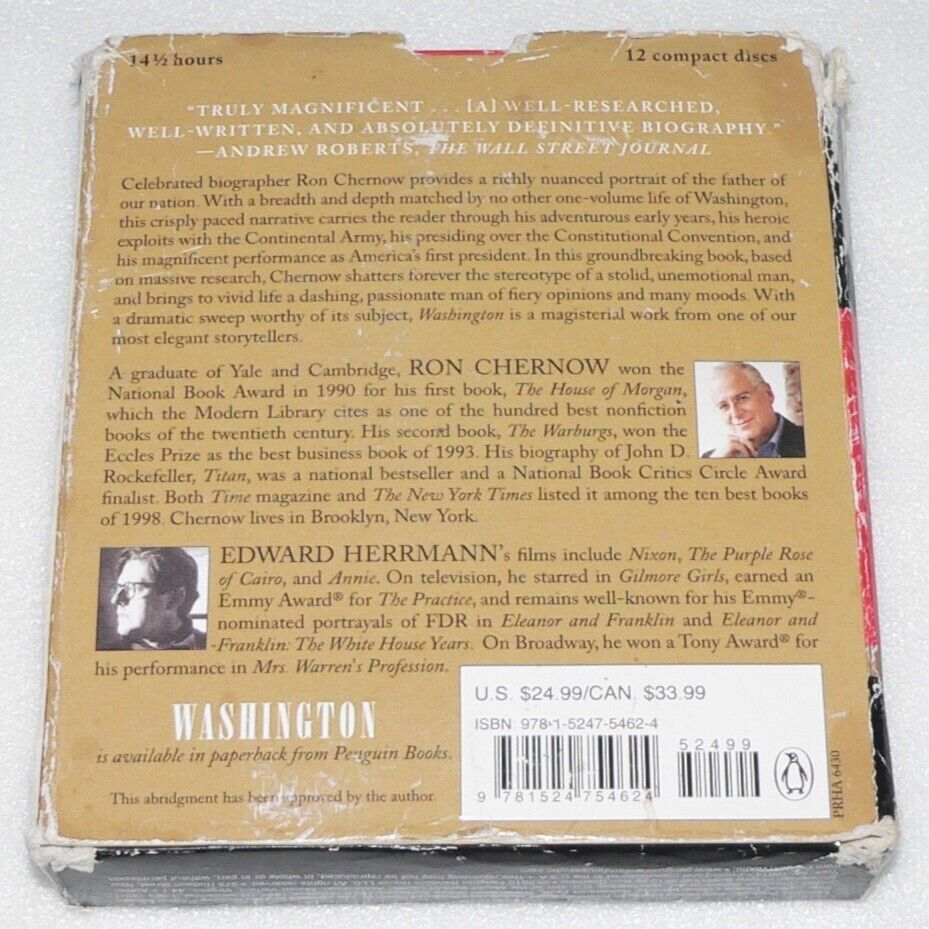 14½ hours
12 compact discs
"TRULY MAGNIFICENT . . . [A] WELL-RESEARCHED,
WELL-WRITTEN, AND ABSOLUTELY DEFINITIVE BIOGRAPHY."
—ANDREW ROBERTS, THE WALL STREET JOURNAL
Celebrated biographer Ron Chernow provides a richly nuanced portrait of the father of
our nation. With a breadth and depth matched by no other one-volume life of Washington,
this crisply paced narrative carries the reader through his adventurous early years, his heroic
exploits with the Continental Army, his presiding over the Constitutional Convention, and
his magnificent performance as America's first president. In this groundbreaking book, based
on massive research, Chernow shatters forever the stereotype of a stolid, unemotional man,
and brings to vivid life a dashing, passionate man of fiery opinions and many moods. With
a dramatic sweep worthy of its subject, Washington is a magisterial work from one of our
most elegant storytellers.
A graduate of Yale and Cambridge, RON CHERNOW won the
National Book Award in 1990 for his first book, The House of Morgan,
which the Modern Library cites as one of the hundred best nonfiction
books of the twentieth century. His second book, The Warburgs, won the
Eccles Prize as the best business book of 1993. His biography of John D.
Rockefeller, Titan, was a national bestseller and a National Book Critics Circle Award
finalist. Both Time magazine and The New York Times listed it among the ten best books
of 1998. Chernow lives in Brooklyn, New York.
EDWARD HERRMANN's films include Nixon, The Purple Rose
of Cairo, and Annie. On television, he starred in Gilmore Girls, earned an
Emmy Award® for The Practice, and remains well-known for his Emmy®-
nominated portrayals of FDR in Eleanor and Franklin and Eleanor and
Franklin: The White House Years. On Broadway, he won a Tony Award® for
his performance in Mrs. Warren's Profession.
WASHINGTON
is available in paperback from Penguin Books.
This abridgment has been approved by the author.
U.S. $24.99/CAN. $33.99
ISBN 978-1-5247-5462-4
52499
9 781524 754624
PRHA 6430